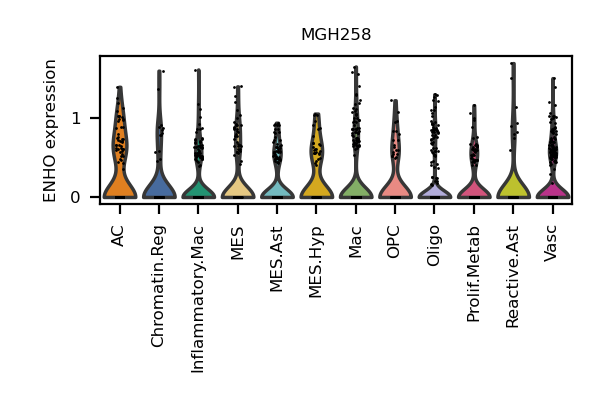 MGH258
ENHO expression
1
0
AC
Chromatin.Reg
Inflammatory.Mac
MES
MES.Ast
MES.Hyp
Mac
OPC
Oligo
Prolif.Metab
Reactive.Ast
Vasc